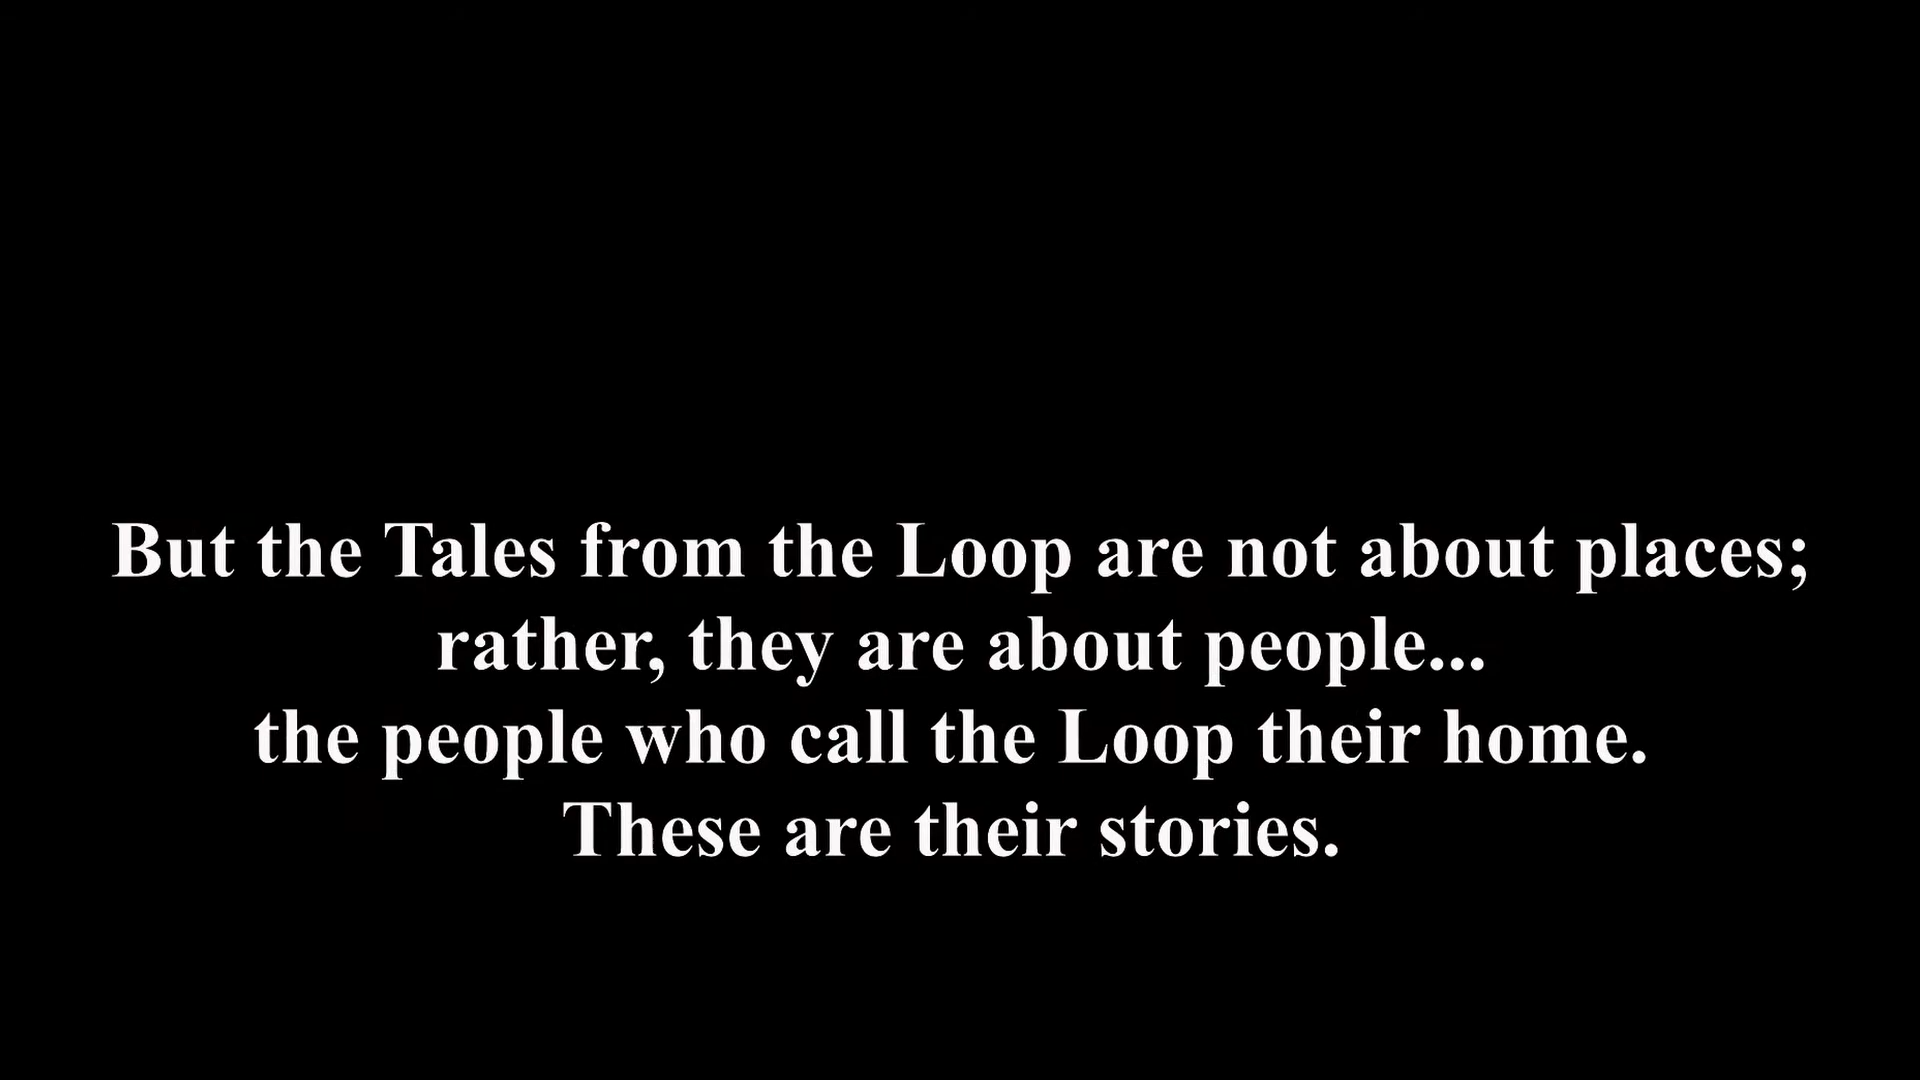 But the Tales from the Loop are not about places;
rather, they are about people...
the people who call the Loop their home.
These are their stories.